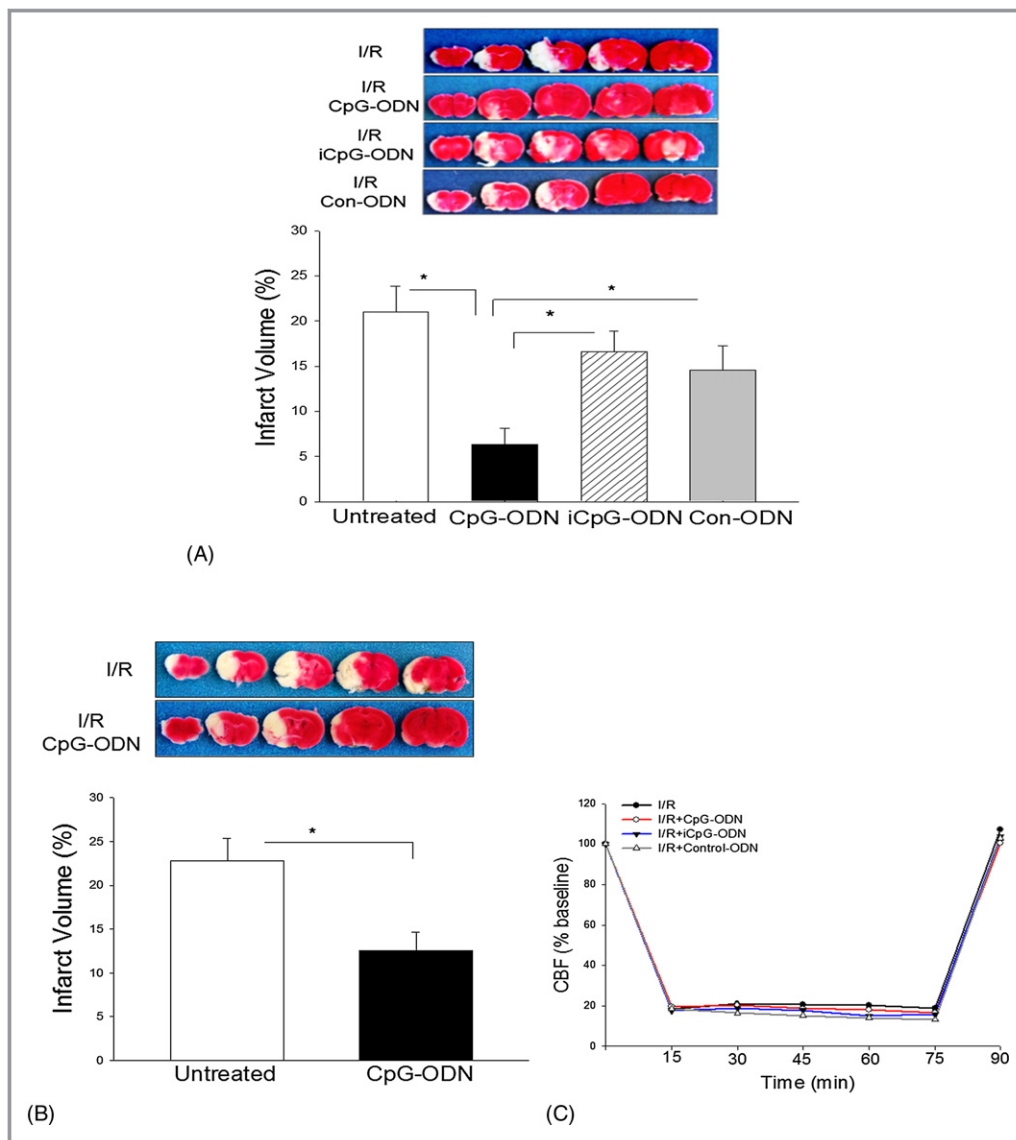 I/R
I/R
CpG-ODN
I/R
iCpG-ODN
I/R
Con-ODN
30
25
20
15
10
5
0
Infarct Volume (%)
*
*
*
Untreated CpG-ODN iCpG-ODN Con-ODN
(A)
I/R
I/R
CpG-ODN
30
25
20
15
10
5
0
Infarct Volume (%)
*
Untreated CpG-ODN
(B)
120
100
80
60
40
20
0
CBF (% baseline)
I/R
I/R+CpG-ODN
I/R+iCpG-ODN
I/R+Control-ODN
15 30 45 60 75 90
Time (min)
(C)